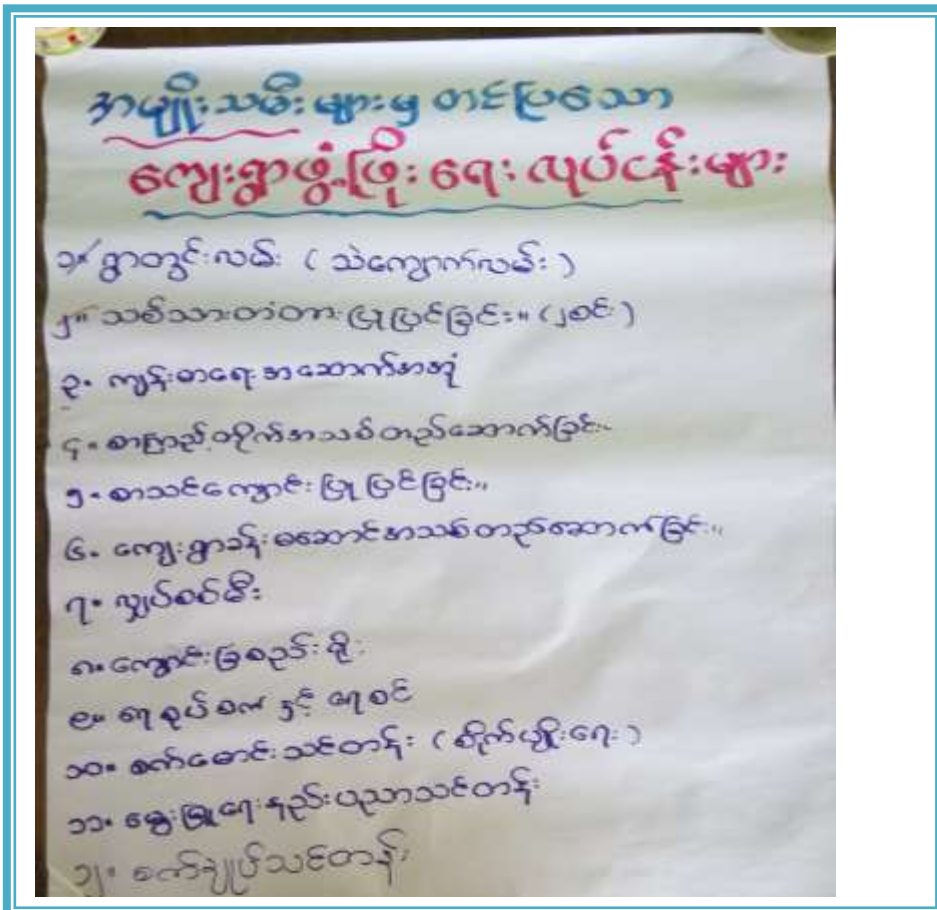 အမျိုးသမီးများမှ တင်ပြသော
ကျေးရွာဖွံ့ဖြိုးရေး လုပ်ငန်းများ
၁။ ရွာတွင်းလမ်း ( သဲကျောက်လမ်း )
၂။ သစ်သားတံတား ပြုပြင်ခြင်း။ (၂စင်း)
၃။ ကျန်းမာရေး အဆောက်အအုံ
၄။ စာကြည့်တိုက်အသစ်တည်ဆောက်ခြင်း။
၅။ စာသင်ကျောင်း ပြုပြင်ခြင်း။
၆။ ကျေးရွာခန်းမဆောင်အသစ်တည်ဆောက်ခြင်း။
၇။ လျှပ်စစ်မီး
၈။ ကျောင်းခြံစည်းရိုး
၉။ ရေစုပ်စက် နှင့် ရေစင်
၁၀။ စက်မောင်းသင်တန်း ( စိုက်ပျိုးရေး )
၁၁။ မွေးမြူရေးနည်းပညာသင်တန်း
၁၂။ စက်ချုပ်သင်တန်း